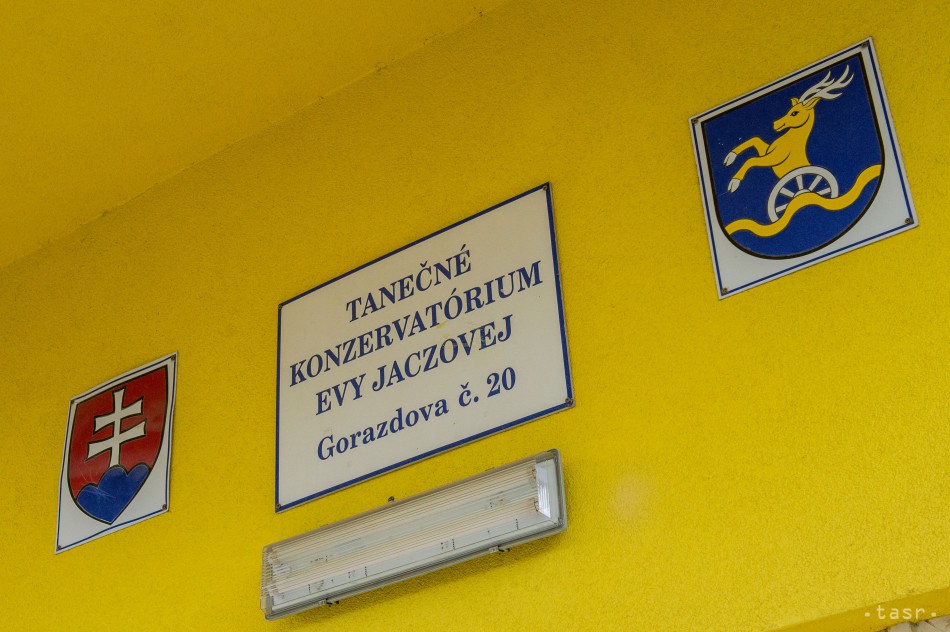 TANEČNÉ
KONZERVATÓRIUM
EVY JACZOVEJ
Gorazdova č. 20
·tasr·